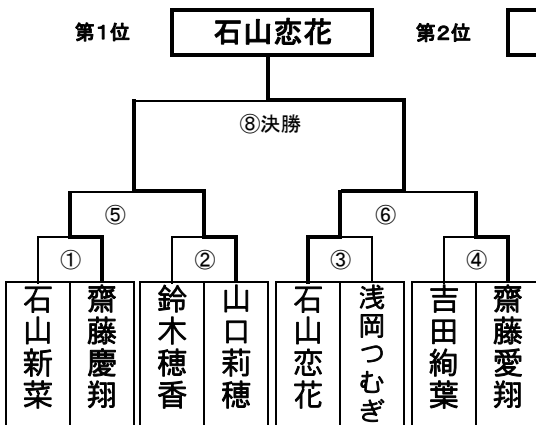 第1位 石山恋花 第2位
⑧決勝
⑤ ⑥
① ② ③ ④
石山新菜
齋藤慶翔
鈴木穂香
山口莉穂
石山恋花
浅岡つむぎ
吉田絢葉
齋藤愛翔